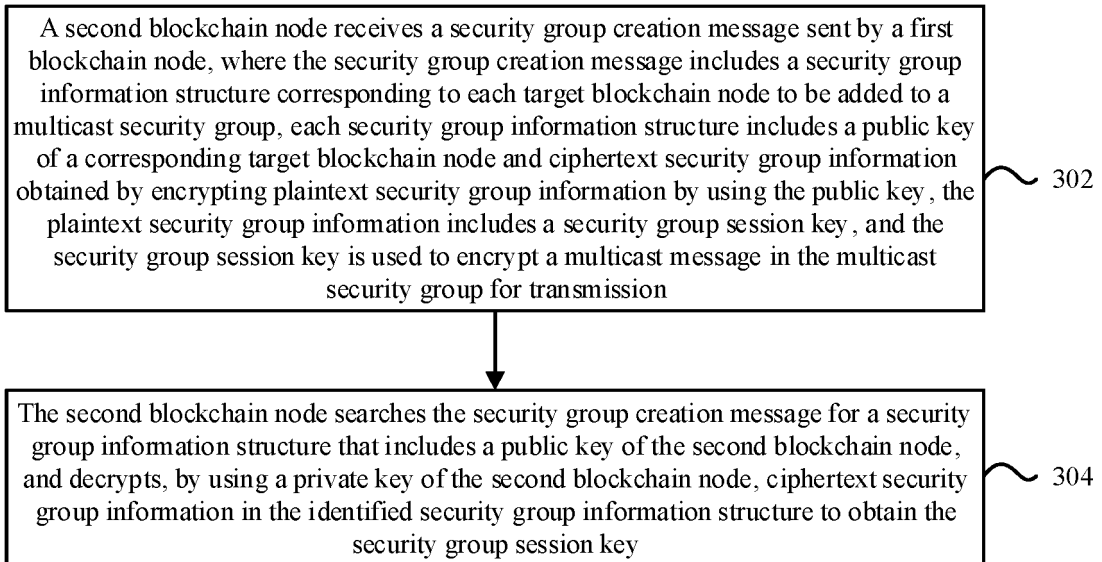 A second blockchain node receives a security group creation message sent by a first
blockchain node, where the security group creation message includes a security group
information structure corresponding to each target blockchain node to be added to a
multicast security group, each security group information structure includes a public key
of a corresponding target blockchain node and ciphertext security group information
obtained by encrypting plaintext security group information by using the public key, the
plaintext security group information includes a security group session key, and the
security group session key is used to encrypt a multicast message in the multicast
security group for transmission
302
The second blockchain node searches the security group creation message for a security
group information structure that includes a public key of the second blockchain node,
and decrypts, by using a private key of the second blockchain node, ciphertext security
group information in the identified security group information structure to obtain the
security group session key
304